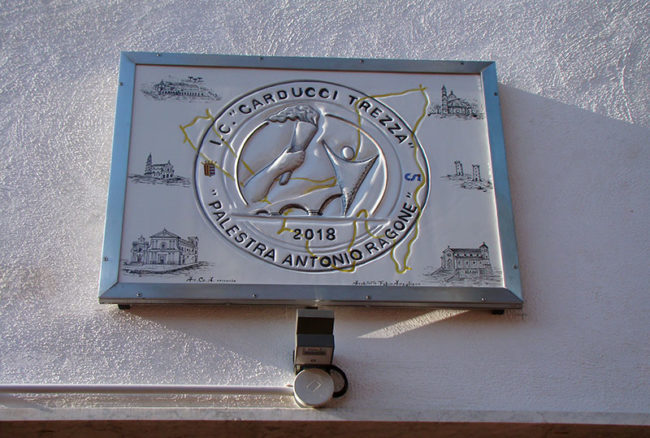 I.C. "CARDUCCI TREZZA"
2018
"PALESTRA ANTONIO RAGONE"